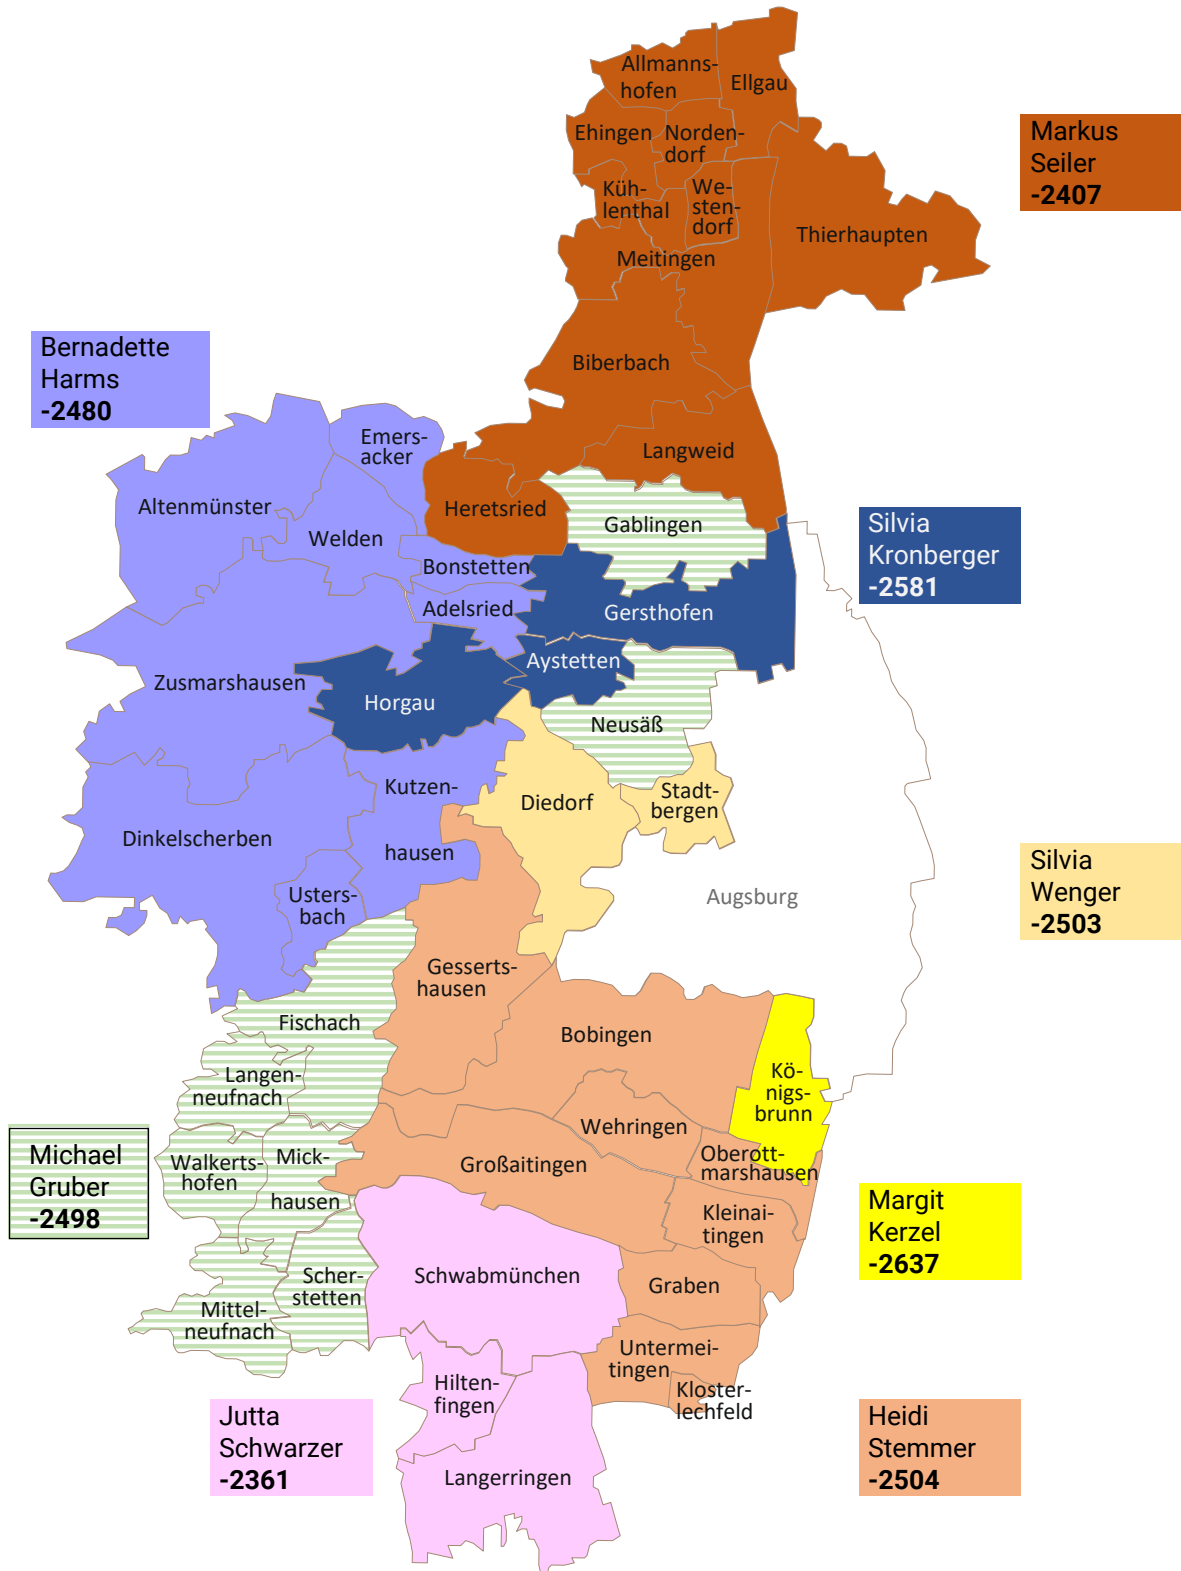 Allmanns-
hofen
Ellgau
Ehingen
Norden-
dorf
Markus
Seiler
-2407
Küh-
lenthal
We-
sten-
dorf
Thierhaupten
Meitingen
Bernadette
Harms
-2480
Biberbach
Emers-
acker
Langweid
Altenmünster
Heretsried
Gablingen
Silvia
Kronberger
-2581
Welden
Bonstetten
Adelsried
Gersthofen
Aystetten
Zusmarshausen
Horgau
Neusäß
Kutzen-
hausen
Diedorf
Stadt-
bergen
Dinkelscherben
Usters-
bach
Augsburg
Silvia
Wenger
-2503
Gesserts-
hausen
Fischach
Bobingen
Kö-
nigs-
brunn
Langen-
neufnach
Wehringen
Michael
Gruber
-2498
Walkerts-
hofen
Mick-
hausen
Großaitingen
Oberott-
marshausen
Kleinai-
tingen
Margit
Kerzel
-2637
Scher-
stetten
Schwabmünchen
Graben
Mittel-
neufnach
Untermei-
tingen
Hilten-
fingen
Kloster-
lechfeld
Jutta
Schwarzer
-2361
Heidi
Stemmer
-2504
Langerringen